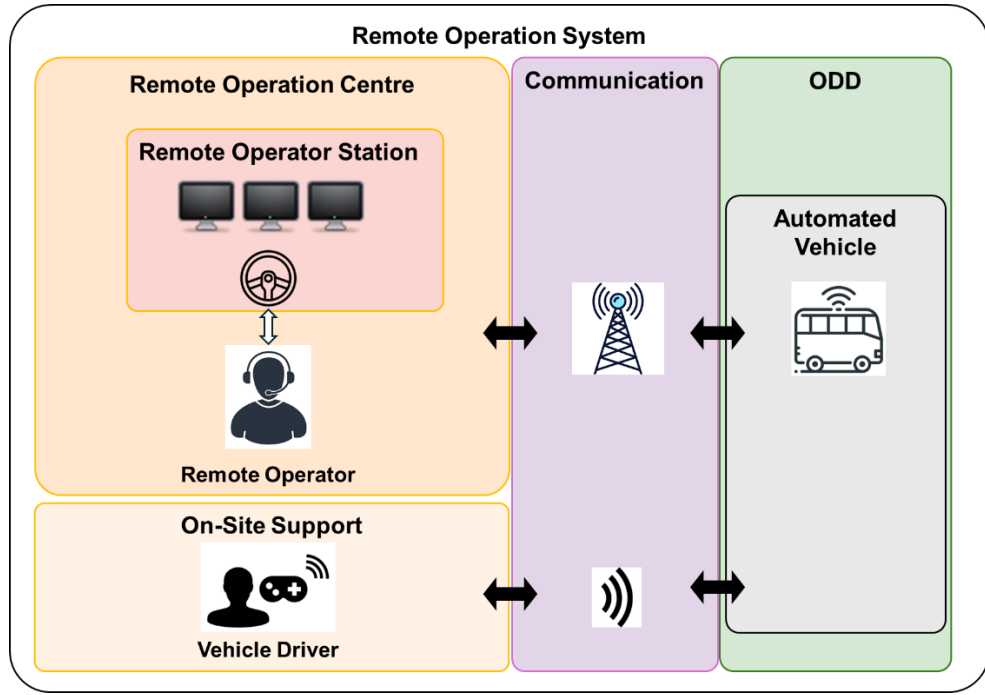 Remote Operation System
Remote Operation Centre
Communication
ODD
Remote Operator Station
Automated
Vehicle
Remote Operator
On-Site Support
Vehicle Driver